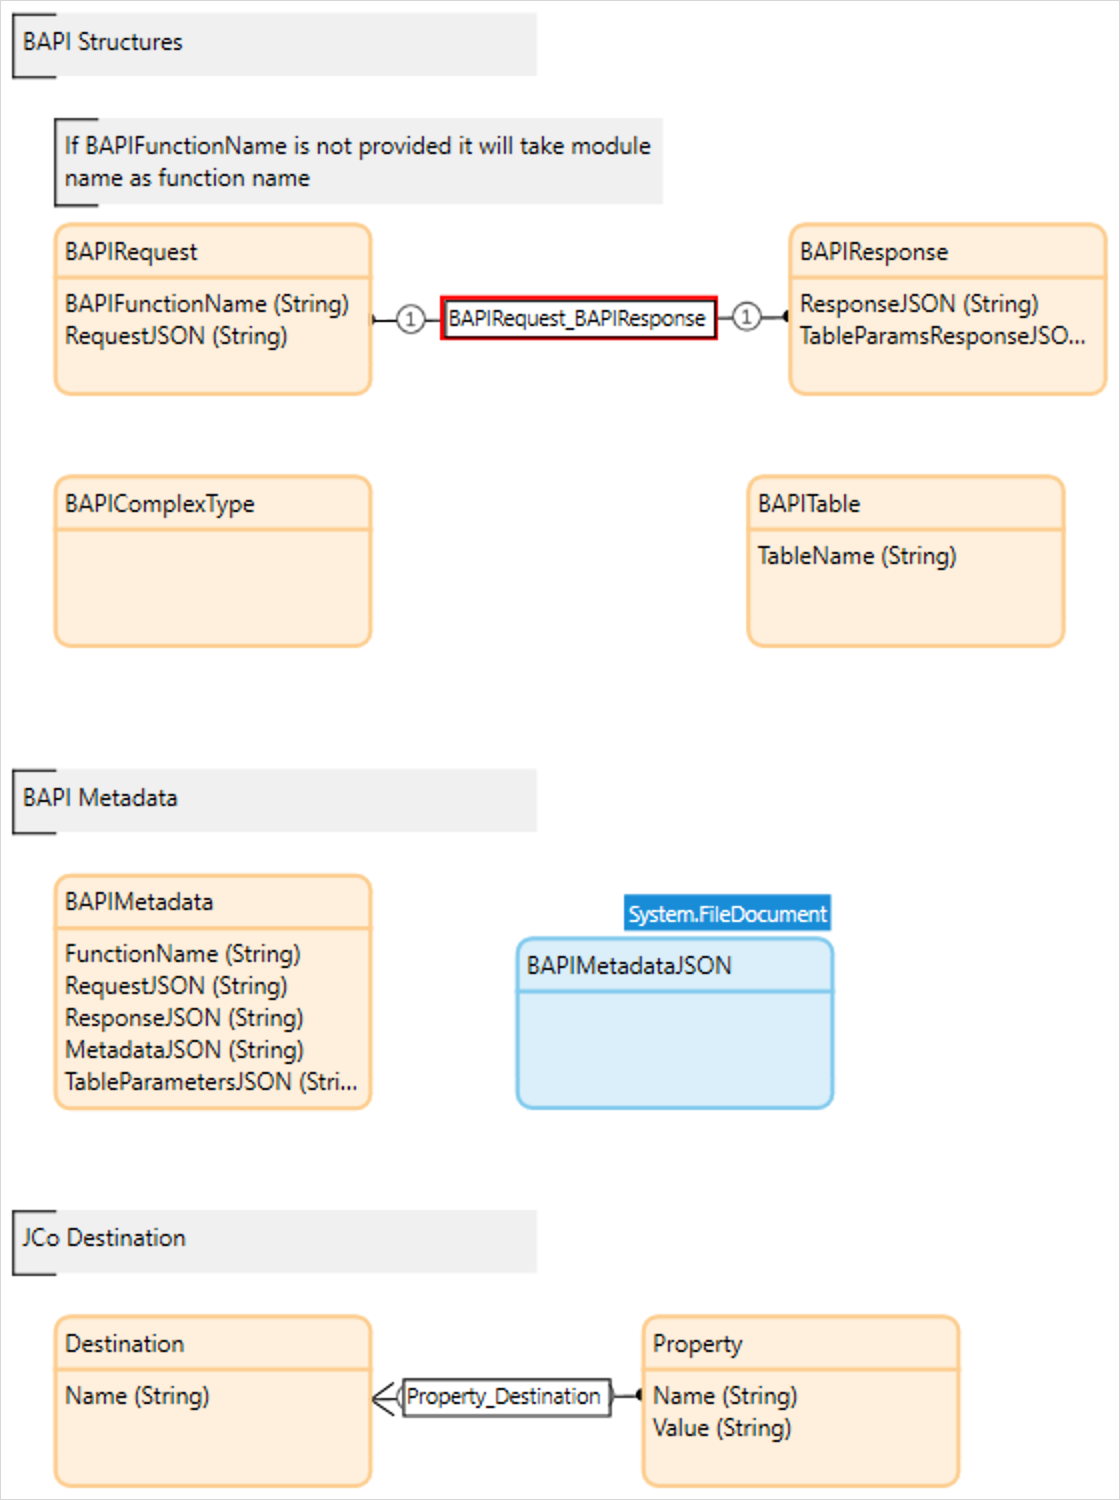 BAPI Structures
If BAPIFunctionName is not provided it will take module
name as function name
BAPIRequest
BAPIFunctionName (String)
RequestJSON (String)
1
BAPIRequest_BAPIResponse
1
BAPIResponse
ResponseJSON (String)
TableParamsResponseJSO...
BAPIComplexType
BAPITable
TableName (String)
BAPI Metadata
BAPIMetadata
FunctionName (String)
RequestJSON (String)
ResponseJSON (String)
MetadataJSON (String)
TableParametersJSON (Stri...
System.FileDocument
BAPIMetadataJSON
JCo Destination
Destination
Name (String)
Property_Destination
Property
Name (String)
Value (String)